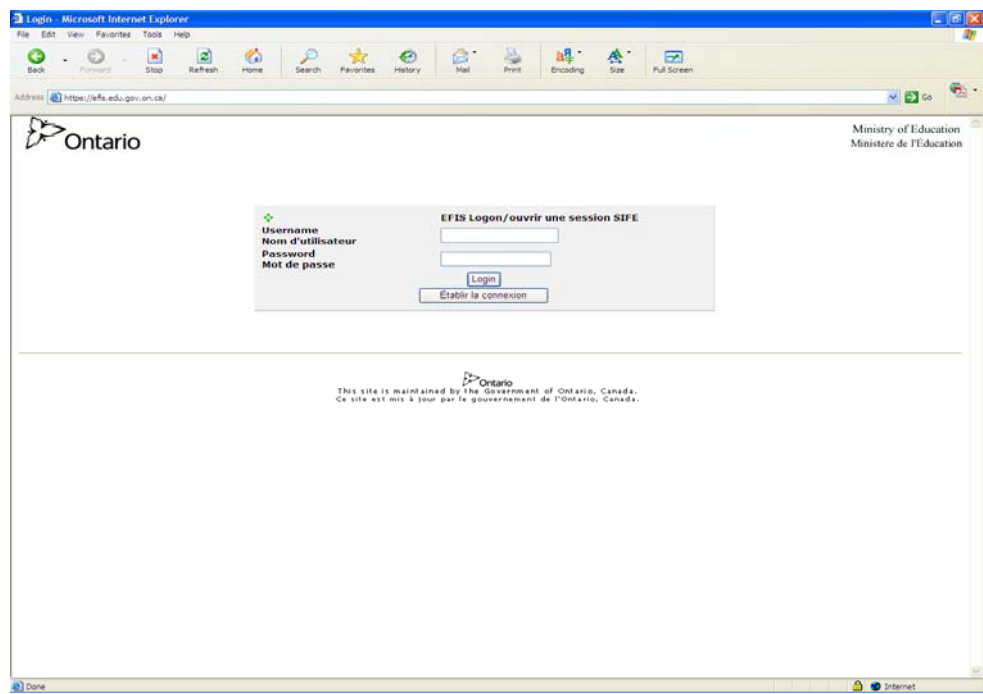 Login - Microsoft Internet Explorer
File Edit View Favorites Tools Help
Back Forward Stop Refresh Home Search Favorites History Mail Print Encoding Size Full Screen
Address https://efis.edu.gov.on.ca/ Go
Ontario
Ministry of Education
Ministere de l'Éducation
EFIS Logon/ouvrir une session SIFE
Username
Nom d'utilisateur
Password
Mot de passe
Login
Établir la connexion
Ontario
This site is maintained by the Government of Ontario, Canada.
Ce site est mis à jour par le gouvernement de l'Ontario, Canada.
Done Internet